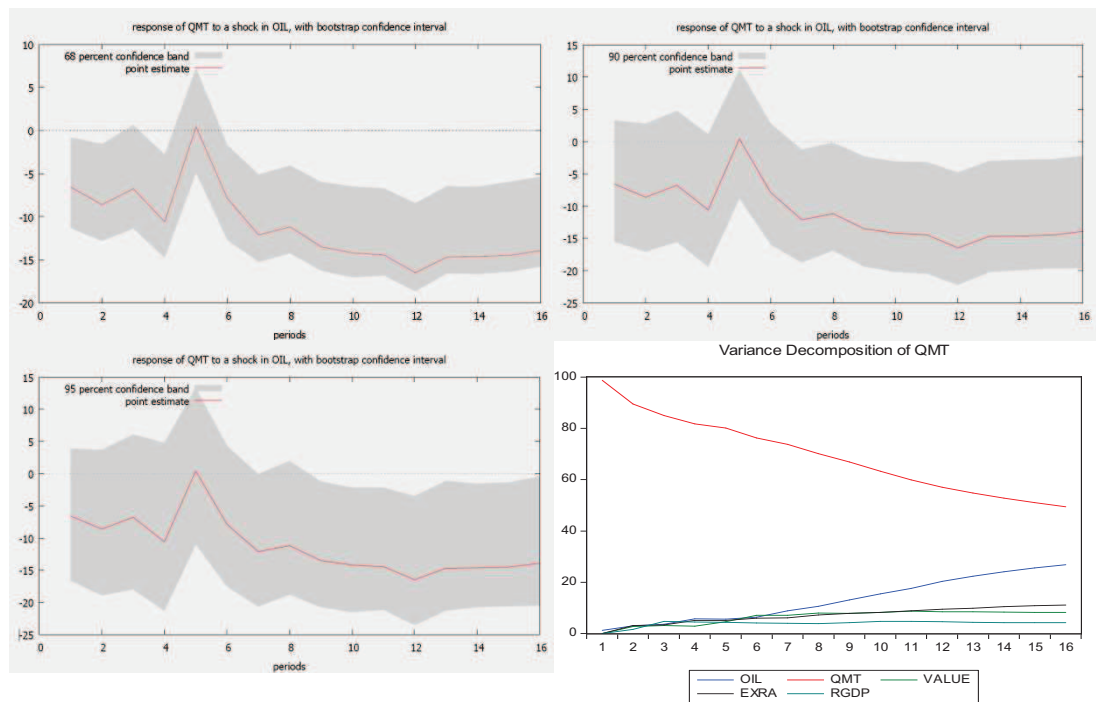 response of QMT to a shock in OIL, with bootstrap confidence interval
10
68 percent confidence band
point estimate
5
0
-5
-10
-15
-20
0 2 4 6 8 10 12 14 16
periods
response of QMT to a shock in OIL, with bootstrap confidence interval
15
90 percent confidence band
point estimate
10
5
0
-5
-10
-15
-20
-25
0 2 4 6 8 10 12 14 16
periods
response of QMT to a shock in OIL, with bootstrap confidence interval
15
95 percent confidence band
point estimate
10
5
0
-5
-10
-15
-20
-25
0 2 4 6 8 10 12 14 16
periods
Variance Decomposition of QMT
100
80
60
40
20
0
1 2 3 4 5 6 7 8 9 10 11 12 13 14 15 16
OIL QMT VALUE
EXRA RGDP